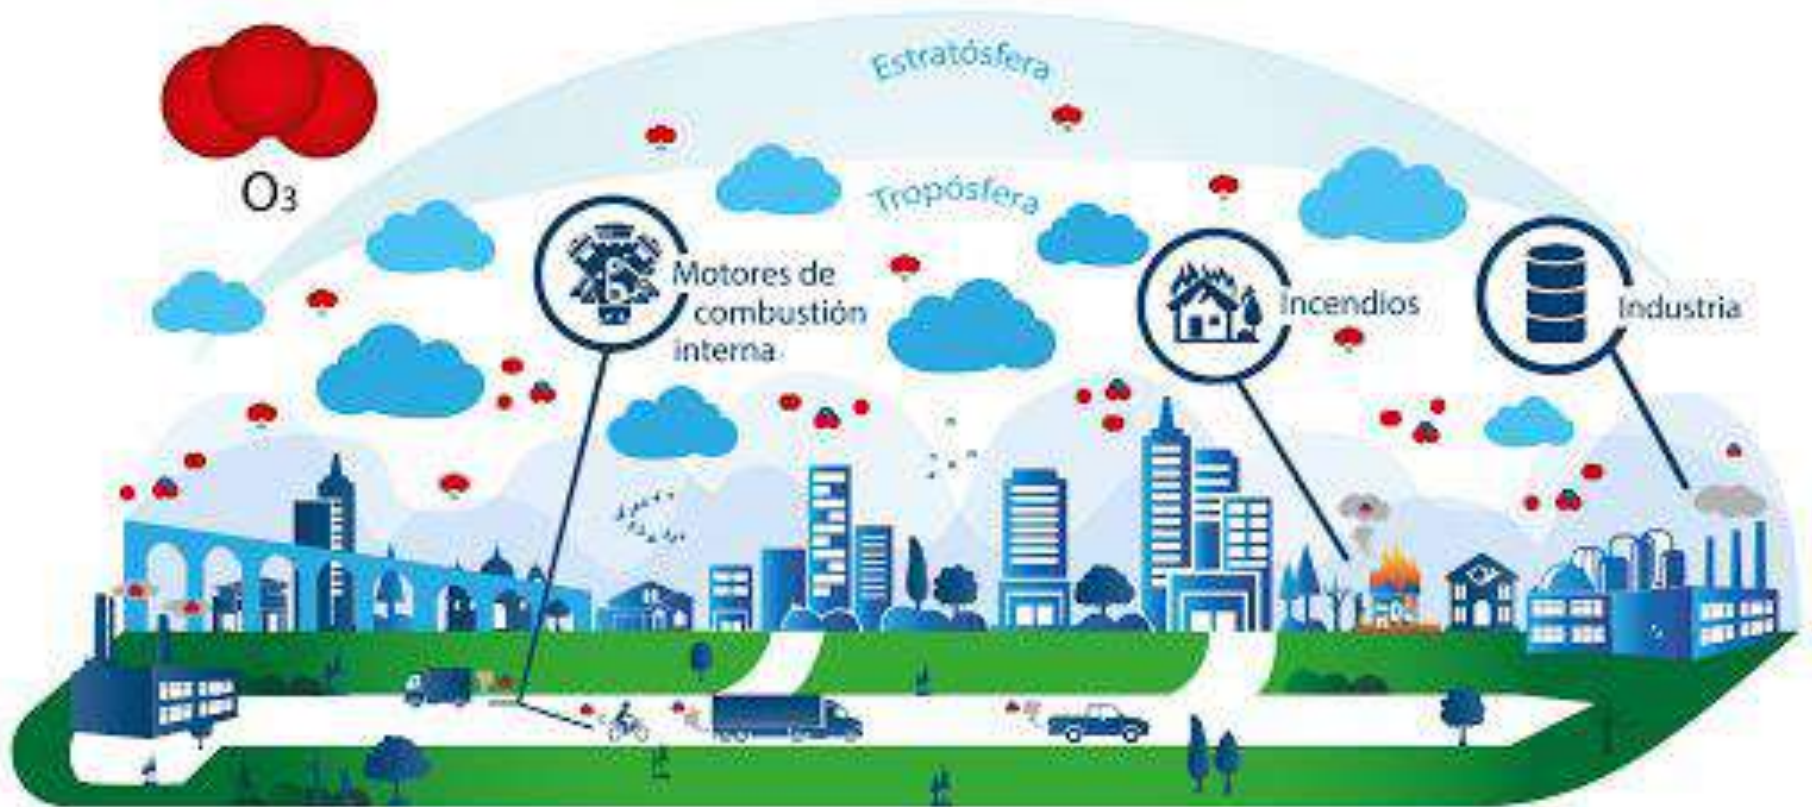 Estratósfera
O3
Tropósfera
Motores de
combustión
interna
Incendios
Industria